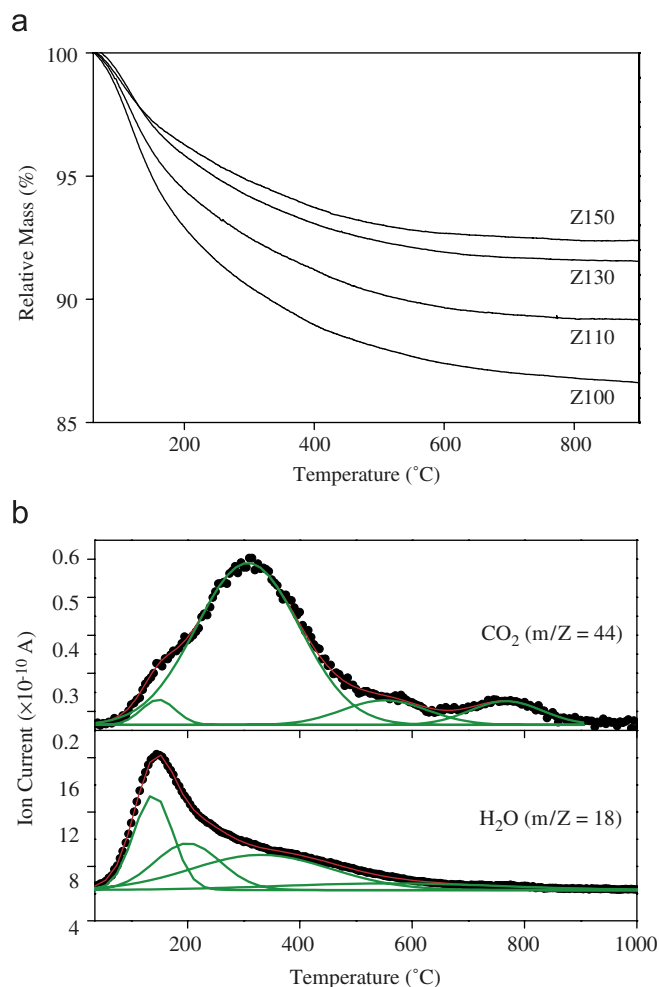 a
100
95
90
85
Relative Mass (%)
Z150
Z130
Z110
Z100
200 400 600 800
Temperature (˚C)
b
0.6
0.5
0.4
0.3
0.2
CO₂ (m/Z = 44)
Ion Current (×10⁻¹⁰ A)
16
12
8
4
H₂O (m/Z = 18)
200 400 600 800 1000
Temperature (˚C)